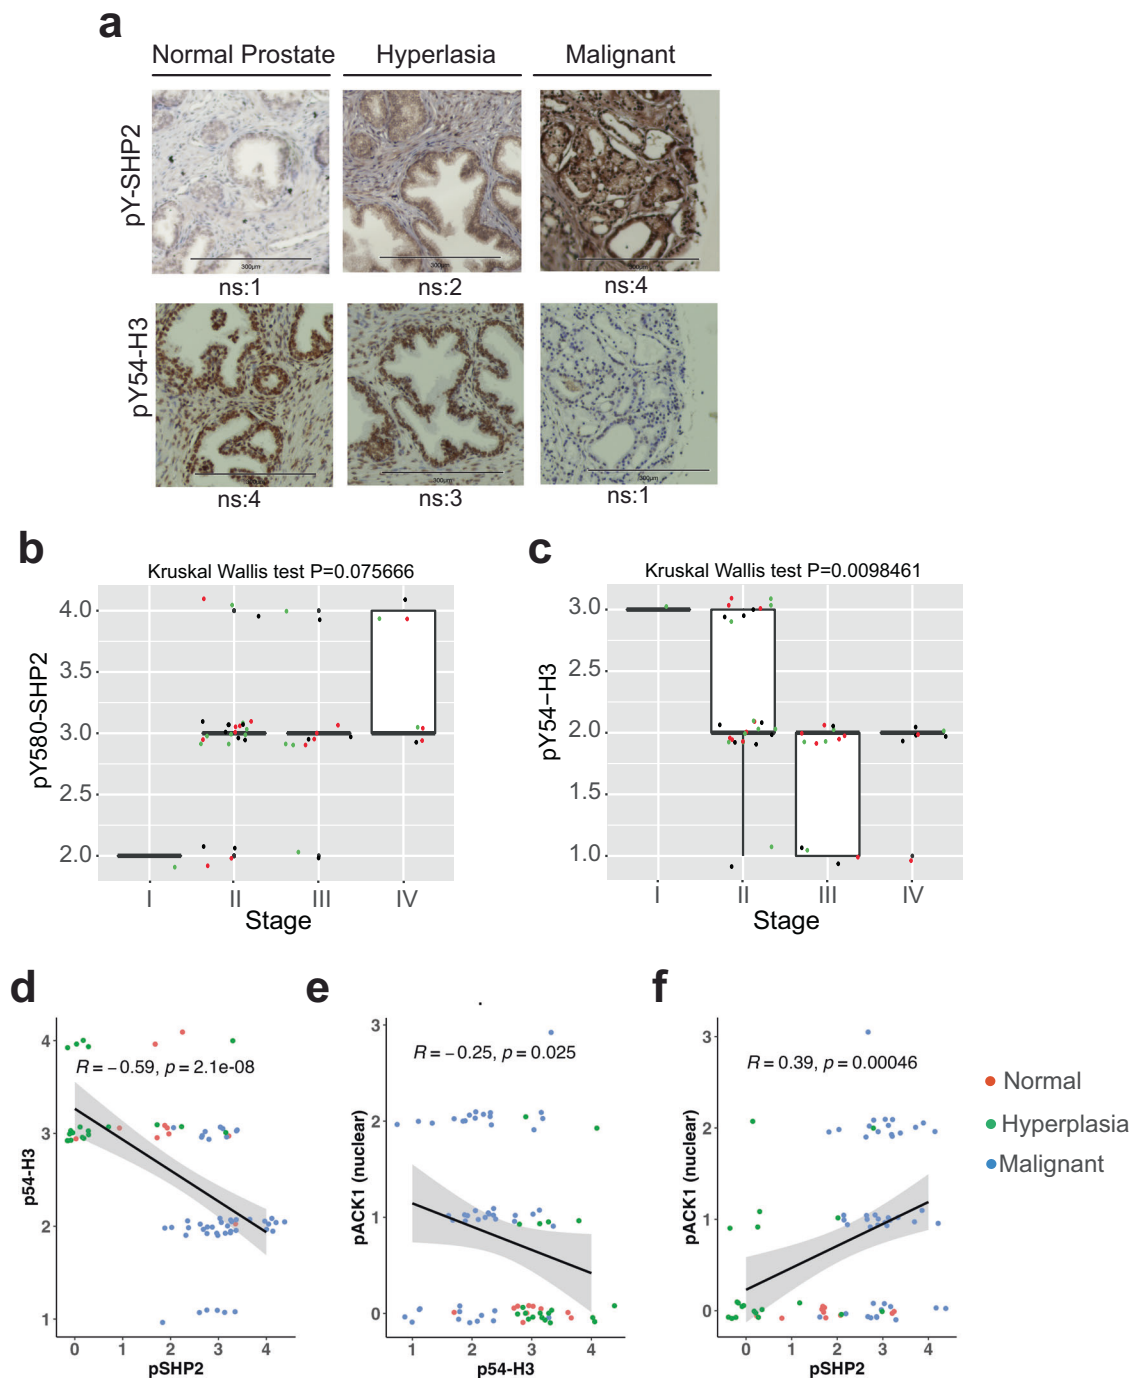 a
Normal Prostate Hyperlasia Malignant
pY-SHP2
300µm 300µm 300µm
ns:1 ns:2 ns:4
pY54-H3
300µm 300µm 300µm
ns:4 ns:3 ns:1
b
Kruskal Wallis test P=0.075666
pY580-SHP2
4.0
3.5
3.0
2.5
2.0
I II III IV
Stage
c
Kruskal Wallis test P=0.0098461
pY54−H3
3.0
2.5
2.0
1.5
1.0
I II III IV
Stage
d
R = −0.59, p = 2.1e-08
p54-H3
4
3
2
1
0 1 2 3 4
pSHP2
e
R = −0.25, p = 0.025
pACK1 (nuclear)
3
2
1
0
1 2 3 4
p54-H3
f
R = 0.39, p = 0.00046
pACK1 (nuclear)
3
2
1
0
0 1 2 3 4
pSHP2
Normal
Hyperplasia
Malignant